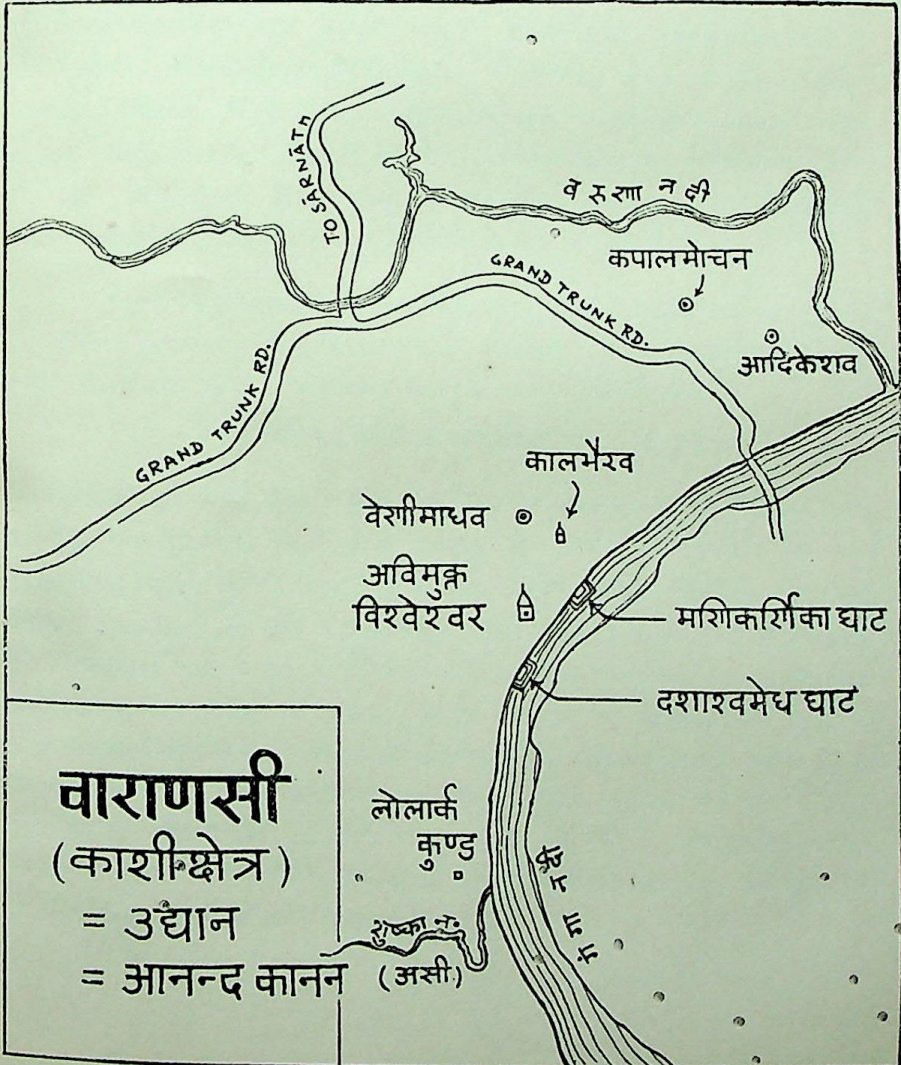 TO SĀRNĀTH
वरुणा नदी
कपालमोचन
GRAND TRUNK RD.
आदिकेशव
GRAND TRUNK RD.
कालभैरव
वेणीमाधव
अविमुक्त
विश्वेश्वर
मणिकर्णिका घाट
दशाश्वमेध घाट
वाराणसी
(काशीक्षेत्र)
= उद्यान
= आनन्द कानन
लोलार्क
कुण्ड
शुष्का न.
(असी)
गंगा नदी